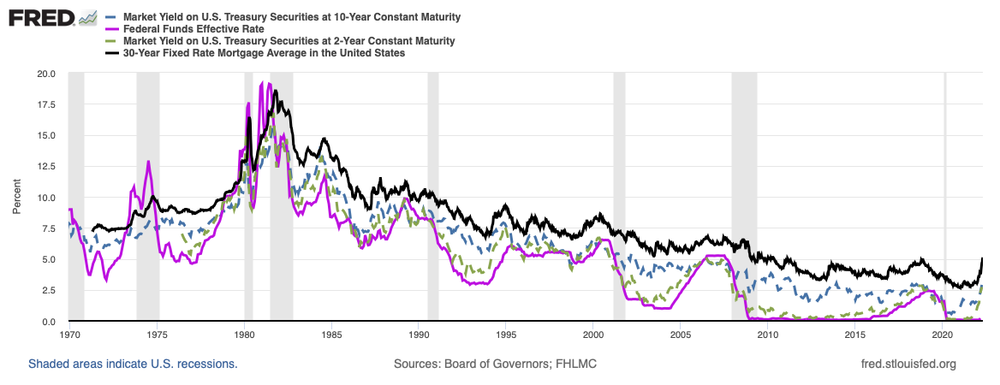 FRED
Market Yield on U.S. Treasury Securities at 10-Year Constant Maturity
Federal Funds Effective Rate
Market Yield on U.S. Treasury Securities at 2-Year Constant Maturity
30-Year Fixed Rate Mortgage Average in the United States
Percent
20.0
17.5
15.0
12.5
10.0
7.5
5.0
2.5
0.0
1970 1975 1980 1985 1990 1995 2000 2005 2010 2015 2020
Shaded areas indicate U.S. recessions. Sources: Board of Governors; FHLMC fred.stlouisfed.org